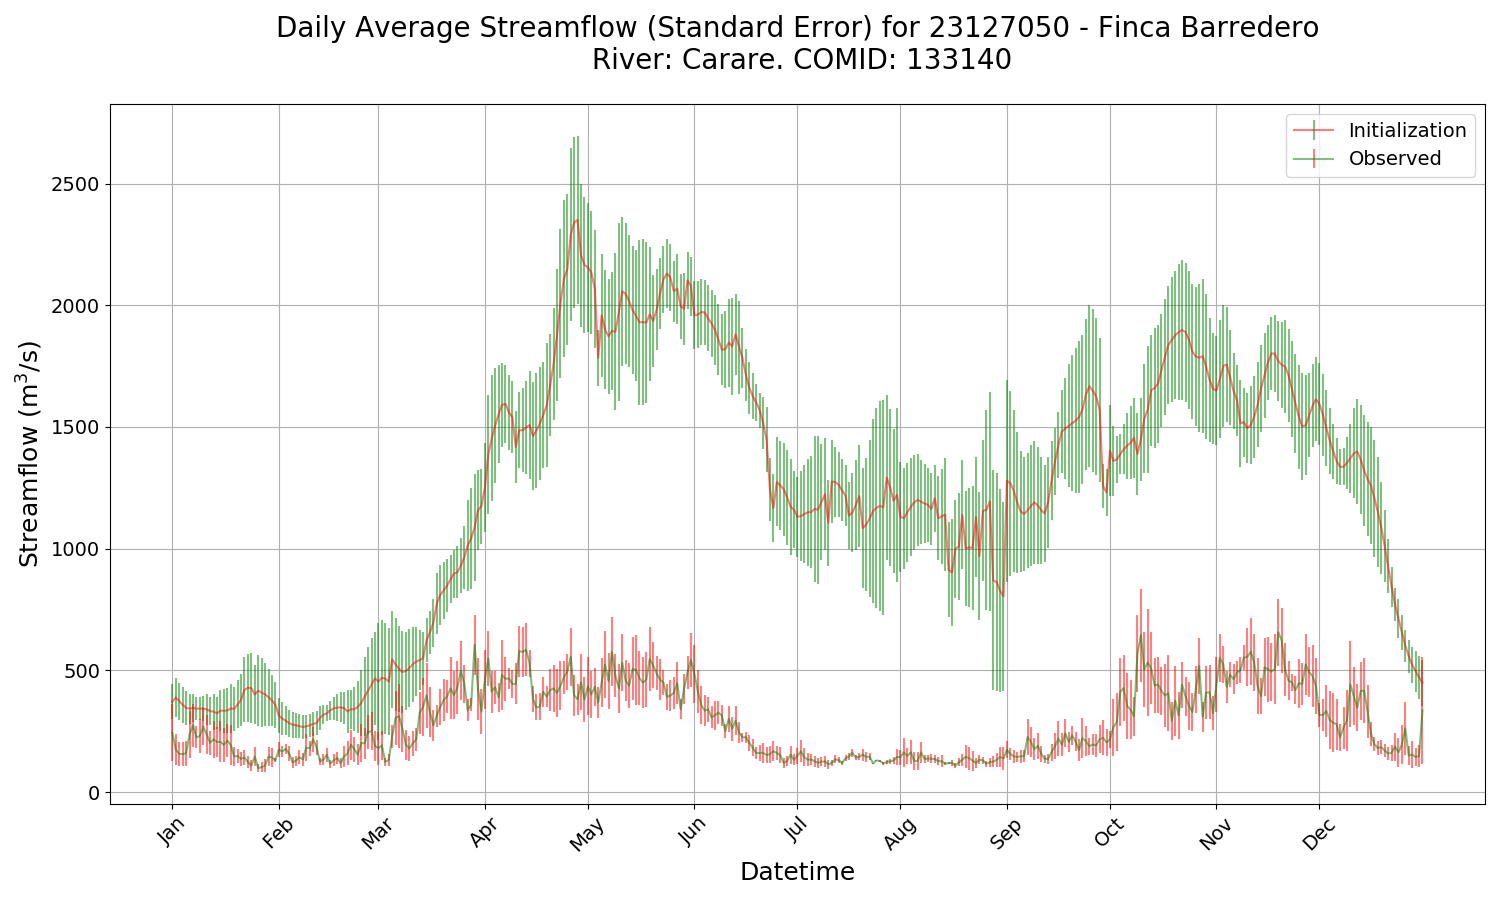 Daily Average Streamflow (Standard Error) for 23127050 - Finca Barredero
River: Carare. COMID: 133140
Initialization
Observed
Streamflow (m³/s)
2500
2000
1500
1000
500
0
Jan
Feb
Mar
Apr
May
Jun
Jul
Aug
Sep
Oct
Nov
Dec
Datetime